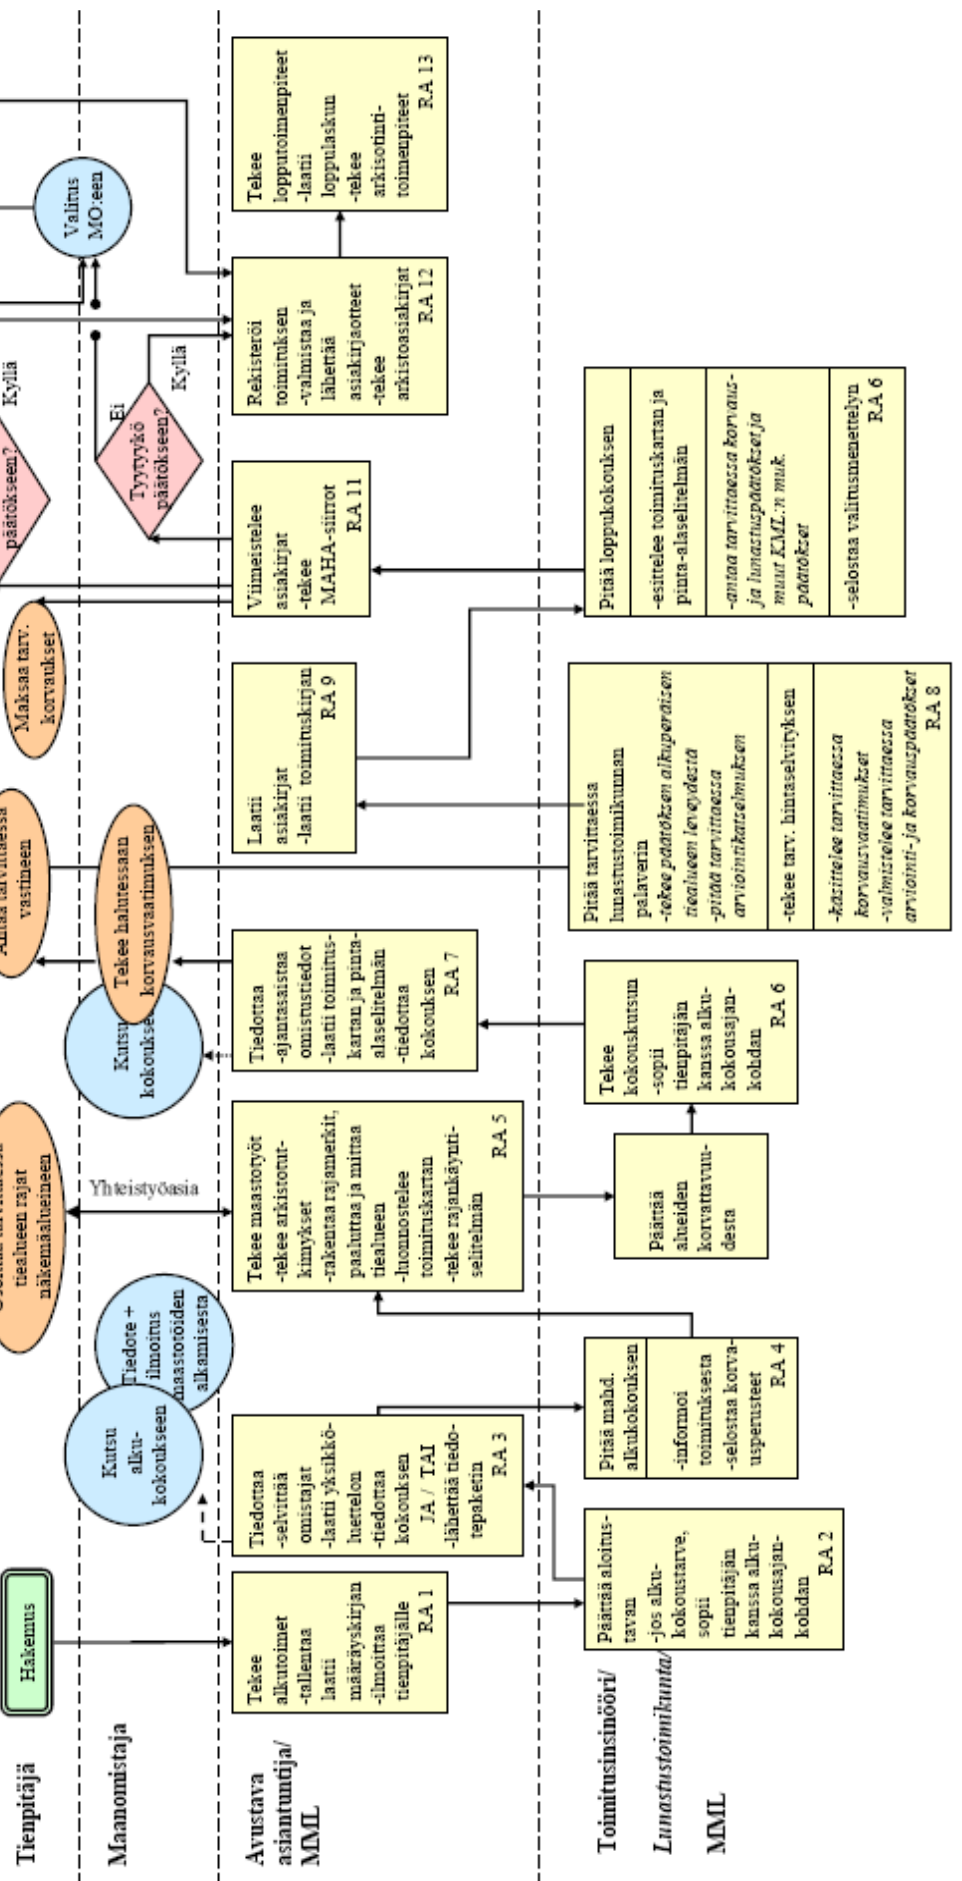 Tienpitäjä
Hakemus
tiealueen rajat
näkemäalueineen
Antaa tarvittaessa
vastineen
Maksaa tarv.
korvaukset
päätökseen?
Kyllä
Maanomistaja
Kutsu
alku-
kokoukseen
Tiedote +
ilmoitus
maastotöiden
alkamisesta
Yhteistyöasia
Kutsu
kokoukse
Tekee halutessaan
korvausvaatimuksen
Tyytyykö
päätökseen?
Ei
Kyllä
Valitus
MO:een
Avustava
asiantuntija/
MML
Tekee
alkutoimet
-tallentaa
laatii
määräyskirjan
-ilmoittaa
tienpitäjälle
RA 1
Tiedottaa
-selvittää
omistajat
-laatii yksikkö-
luettelon
-tiedottaa
kokouksen
JA / TAI
-lähettää tiedo-
tepaketin
RA 3
Tekee maastotyöt
-tekee arkistotut-
kimykset
-rakentaa rajamerkit,
paaluttaa ja mittaa
tiealueen
-luonnostelee
toimituskartan
-tekee rajankäynti-
selitelmän
RA 5
Tiedottaa
-ajantasaistaa
omistustiedot
-laatii toimitus-
kartan ja pinta-
alaselitelmän
-tiedottaa
kokouksen
RA 7
Laatii
asiakirjat
-laatii toimituskirjan
RA 9
Viimeistelee
asiakirjat
-tekee
MAHA-siirrot
RA 11
Rekisteröi
toimituksen
-valmistaa ja
lähettää
asiakirjaotteet
-tekee
arkistoasiakirjat
RA 12
Tekee
lopputoimenpiteet
-laatii
loppulaskun
-tekee
arkisotinti-
toimenpiteet
RA 13
Toimitusinsinööri/
Lunastustoimikunta/
MML
Päättää aloitus-
tavan
-jos alku-
kokoustarve,
sopii
tienpitäjän
kanssa alku-
kokousajan-
kohdan
RA 2
Pitää mahd.
alkukokouksen
-informoi
toimituksesta
-selostaa korva-
usperusteet
RA 4
Päättää
alueiden
korvattavuu-
desta
Tekee
kokouskutsun
-sopii
tienpitäjän
kanssa alku-
kokousajan-
kohdan
RA 6
Pitää tarvittaessa
lunastustoimikunnan
palaverin
-tekee päätöksen alkuperäisen
tiealueen leveydestä
-pitää tarvittaessa
arviointikatselmuksen
-tekee tarv. hintaselvityksen
-käsittelee tarvittaessa
korvausvaatimukset
-valmistelee tarvittaessa
arviointi- ja korvauspäätökset
RA 8
Pitää loppukokouksen
-esittelee toimituskartan ja
pinta-alaselitelmän
-antaa tarvittaessa korvaus-
ja lunastuspäätökset ja
muut KML:n muk.
päätökset
-selostaa valitusmenettelyn
RA 6